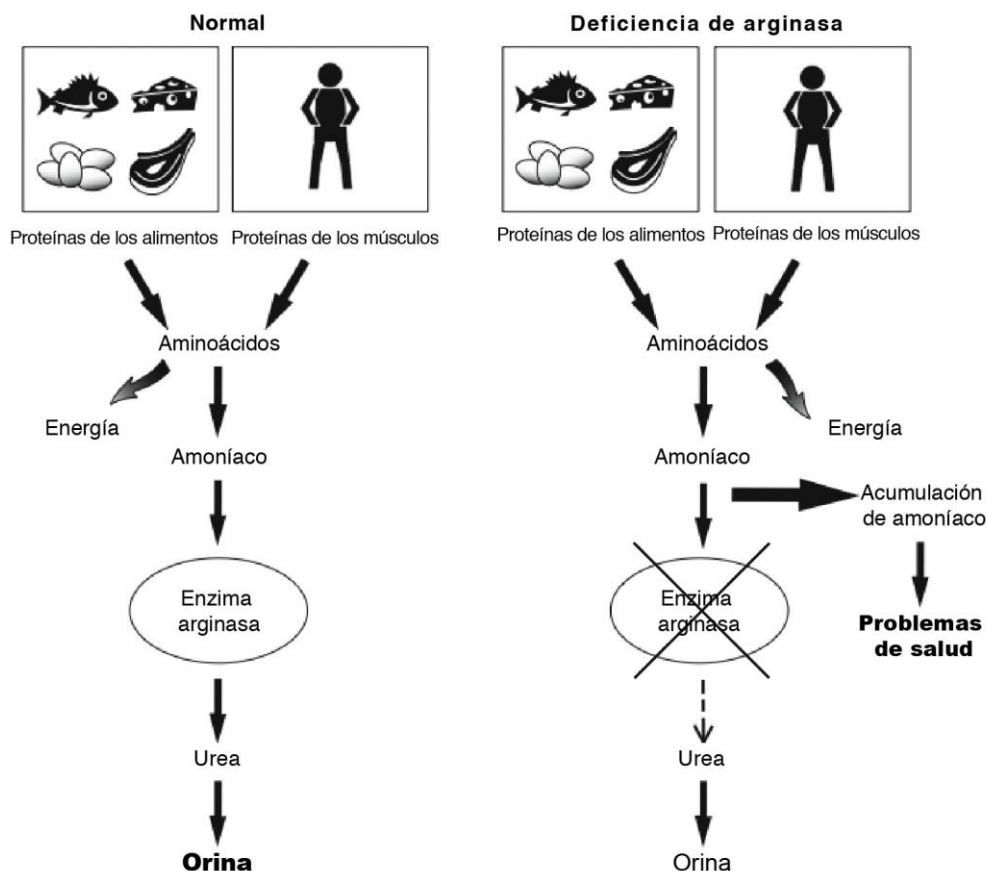 Normal
Proteínas de los alimentos
Proteínas de los músculos
Aminoácidos
Energía
Amoníaco
Enzima
arginasa
Urea
Orina
Deficiencia de arginasa
Proteínas de los alimentos
Proteínas de los músculos
Aminoácidos
Energía
Amoníaco
Acumulación
de amoníaco
Enzima
arginasa
Problemas
de salud
Urea
Orina